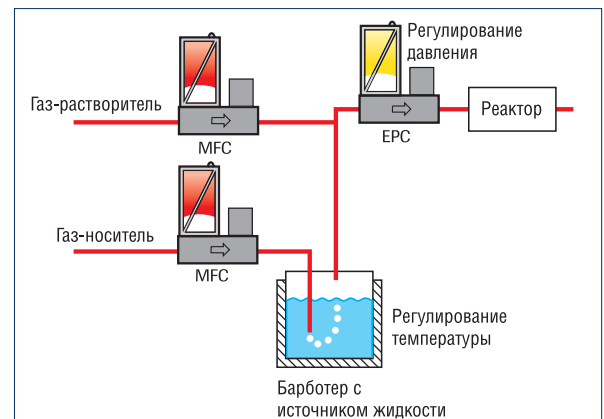 Регулирование
давления
Газ-растворитель
Реактор
MFC
EPC
Газ-носитель
MFC
Регулирование
температуры
Барботер с
источником жидкости